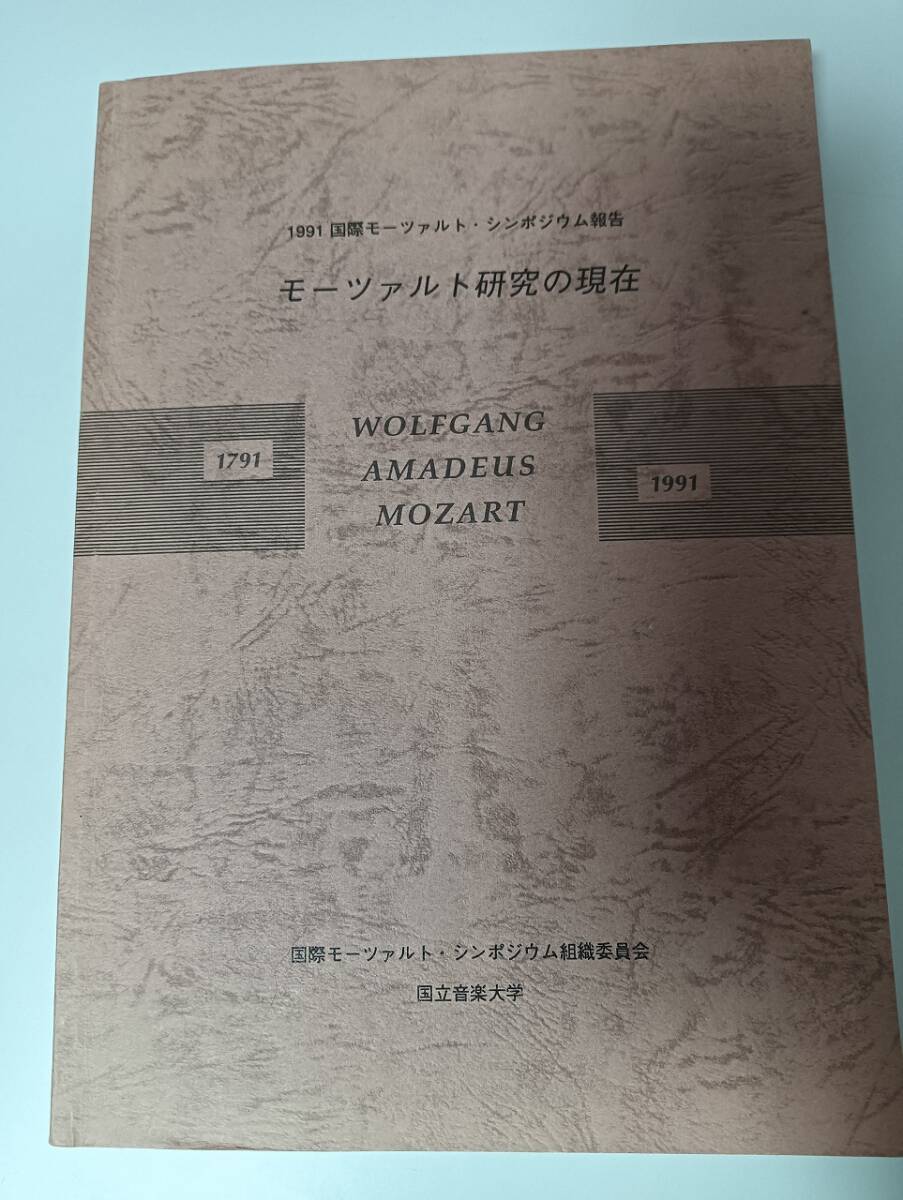 1991 国際モーツァルト・シンポジウム報告
モーツァルト研究の現在
WOLFGANG
AMADEUS
MOZART
1791
1991
国際モーツァルト・シンポジウム組織委員会
国立音楽大学